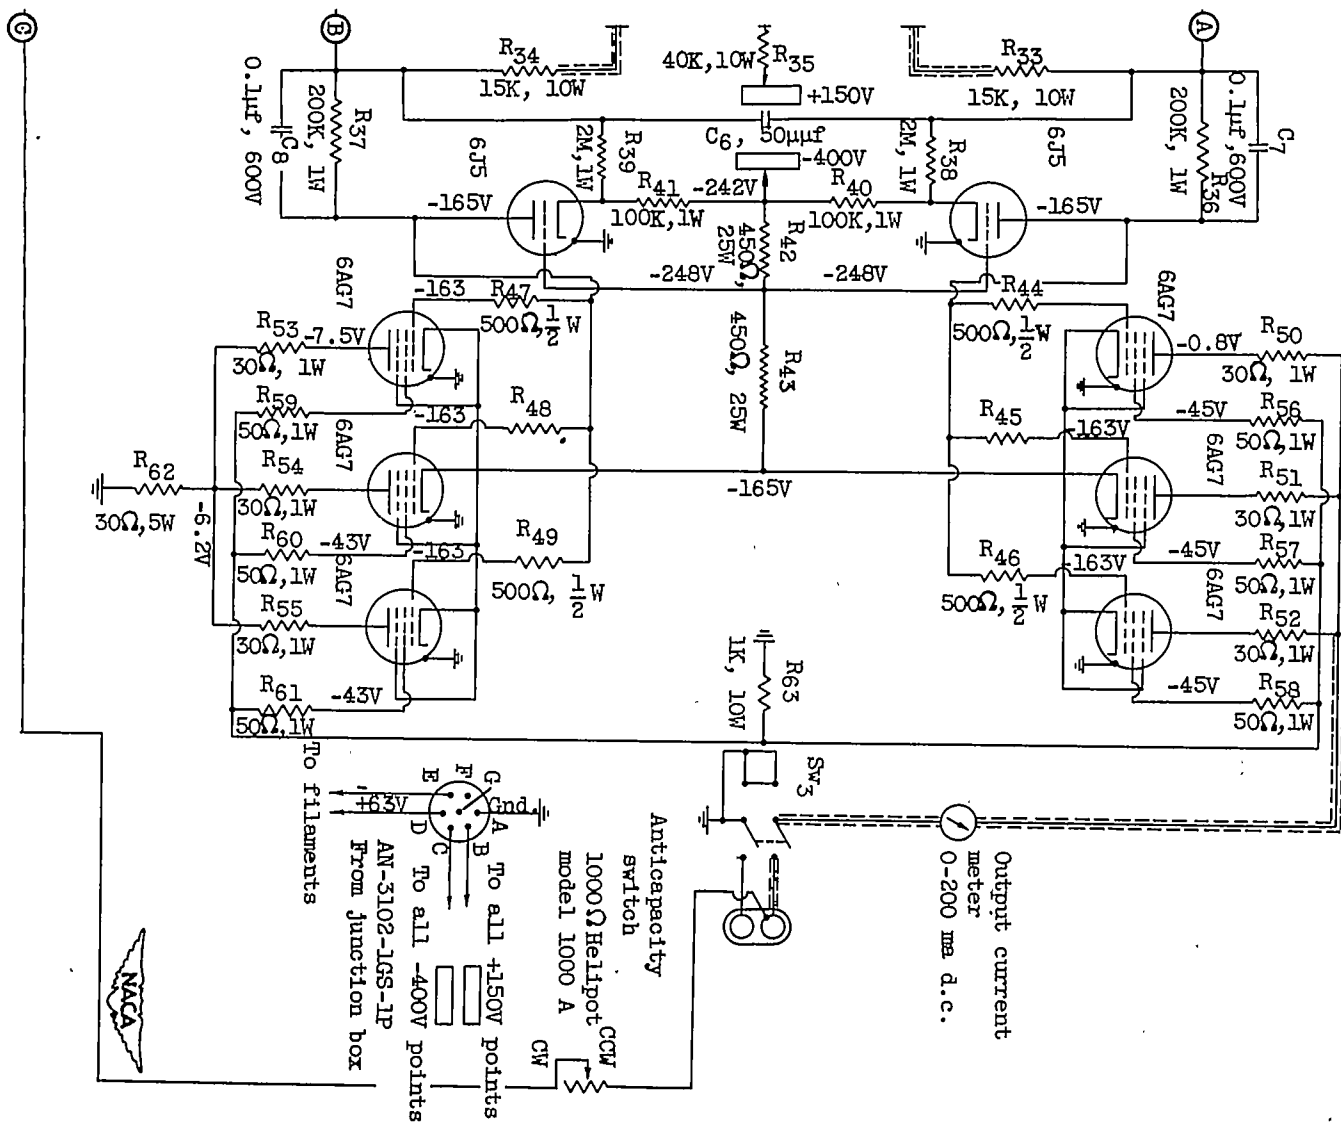 C
B
A
R34
15K, 10W
40K,10W
R35
+150V
R33
15K, 10W
0.1μf, 600V
C8
200K, 1W
R37
6J5
2M,1W
R39
C6, 50μμf
-400V
2M, 1W
R38
6J5
200K, 1W
R36
0.1μf,600V
C7
-165V
R41
100K,1W
-242V
R40
100K,1W
-165V
R42
450Ω,
25W
-248V
-248V
6AG7
-163
R47
500Ω,1/2 W
R44
500Ω,1/2 W
6AG7
R53
-7.5V
30Ω, 1W
-0.8V
R50
30Ω, 1W
R43
450Ω, 25W
R59
50Ω,1W
6AG7
-163
R48
R45
-163V
-45V
R56
50Ω,1W
6AG7
R62
30Ω,5W
R54
30Ω,1W
-165V
R51
30Ω,1W
-6.2V
R60
50Ω,1W
-43V
-163
6AG7
R49
500Ω, 1/2 W
R46
500Ω,1/2 W
-163V
-45V
R57
50Ω,1W
6AG7
R55
30Ω,1W
R52
30Ω,1W
R61
50Ω,1W
-43V
1K, 10W
R63
-45V
R58
50Ω,1W
Sw3
To filaments
-
+63V
E
F
G
Gnd.
A
B
C
D
AN-3102-1GS-1P
From junction box
To all +150V points
To all -400V points
1000Ω Helipot
model 1000 A
CW
CCW
Anticapacity
switch
Output current
meter
0-200 ma d.c.
NACA